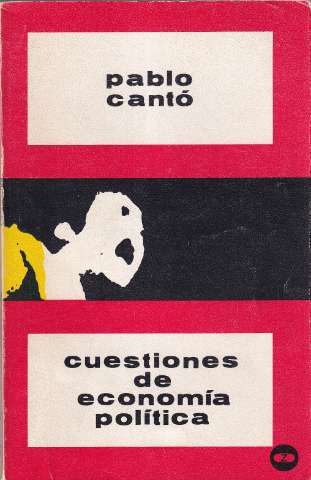 pablo
cantó
cuestiones
de
economía
política